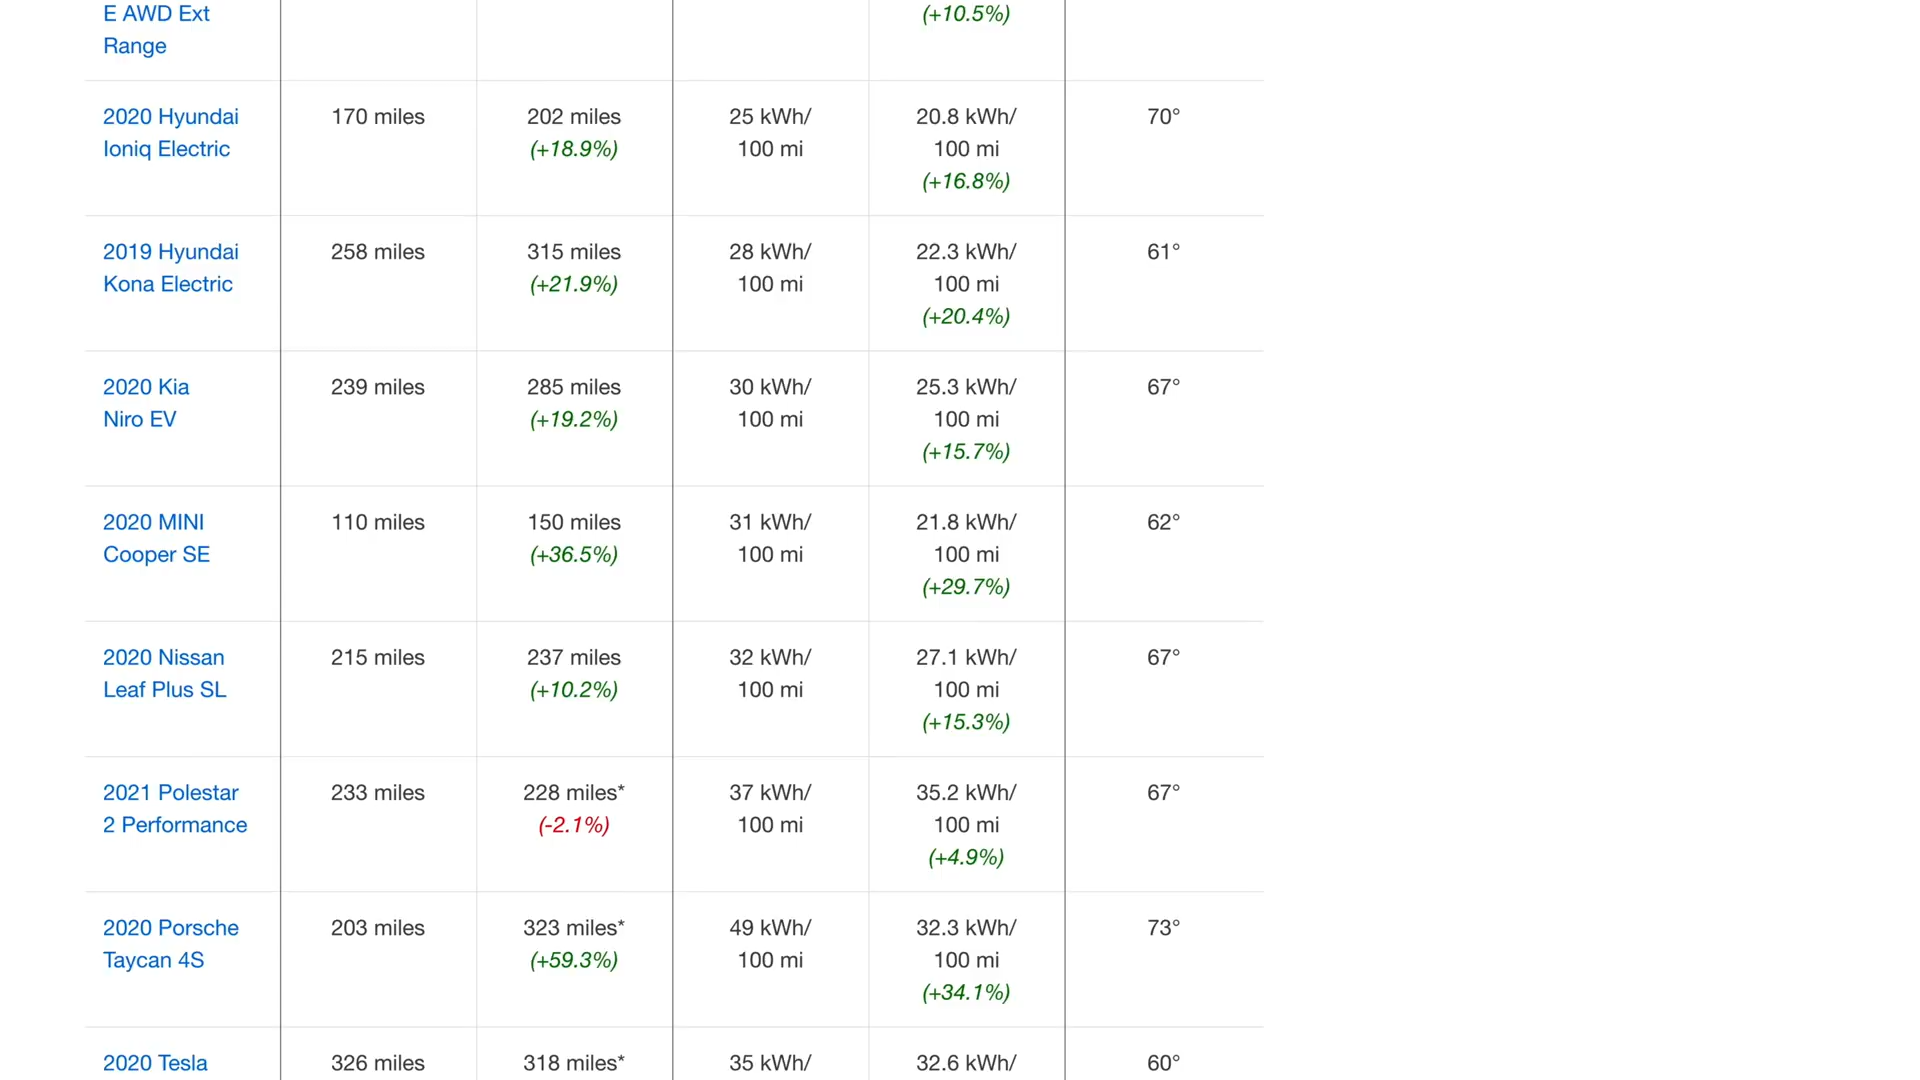 E AWD Ext
Range
(+10.5%)
2020 Hyundai
Ioniq Electric
170 miles
202 miles
(+18.9%)
25 kWh/
100 mi
20.8 kWh/
100 mi
(+16.8%)
70°
2019 Hyundai
Kona Electric
258 miles
315 miles
(+21.9%)
28 kWh/
100 mi
22.3 kWh/
100 mi
(+20.4%)
61°
2020 Kia
Niro EV
239 miles
285 miles
(+19.2%)
30 kWh/
100 mi
25.3 kWh/
100 mi
(+15.7%)
67°
2020 MINI
Cooper SE
110 miles
150 miles
(+36.5%)
31 kWh/
100 mi
21.8 kWh/
100 mi
(+29.7%)
62°
2020 Nissan
Leaf Plus SL
215 miles
237 miles
(+10.2%)
32 kWh/
100 mi
27.1 kWh/
100 mi
(+15.3%)
67°
2021 Polestar
2 Performance
233 miles
228 miles*
(-2.1%)
37 kWh/
100 mi
35.2 kWh/
100 mi
(+4.9%)
67°
2020 Porsche
Taycan 4S
203 miles
323 miles*
(+59.3%)
49 kWh/
100 mi
32.3 kWh/
100 mi
(+34.1%)
73°
2020 Tesla
326 miles
318 miles*
35 kWh/
32.6 kWh/
60°